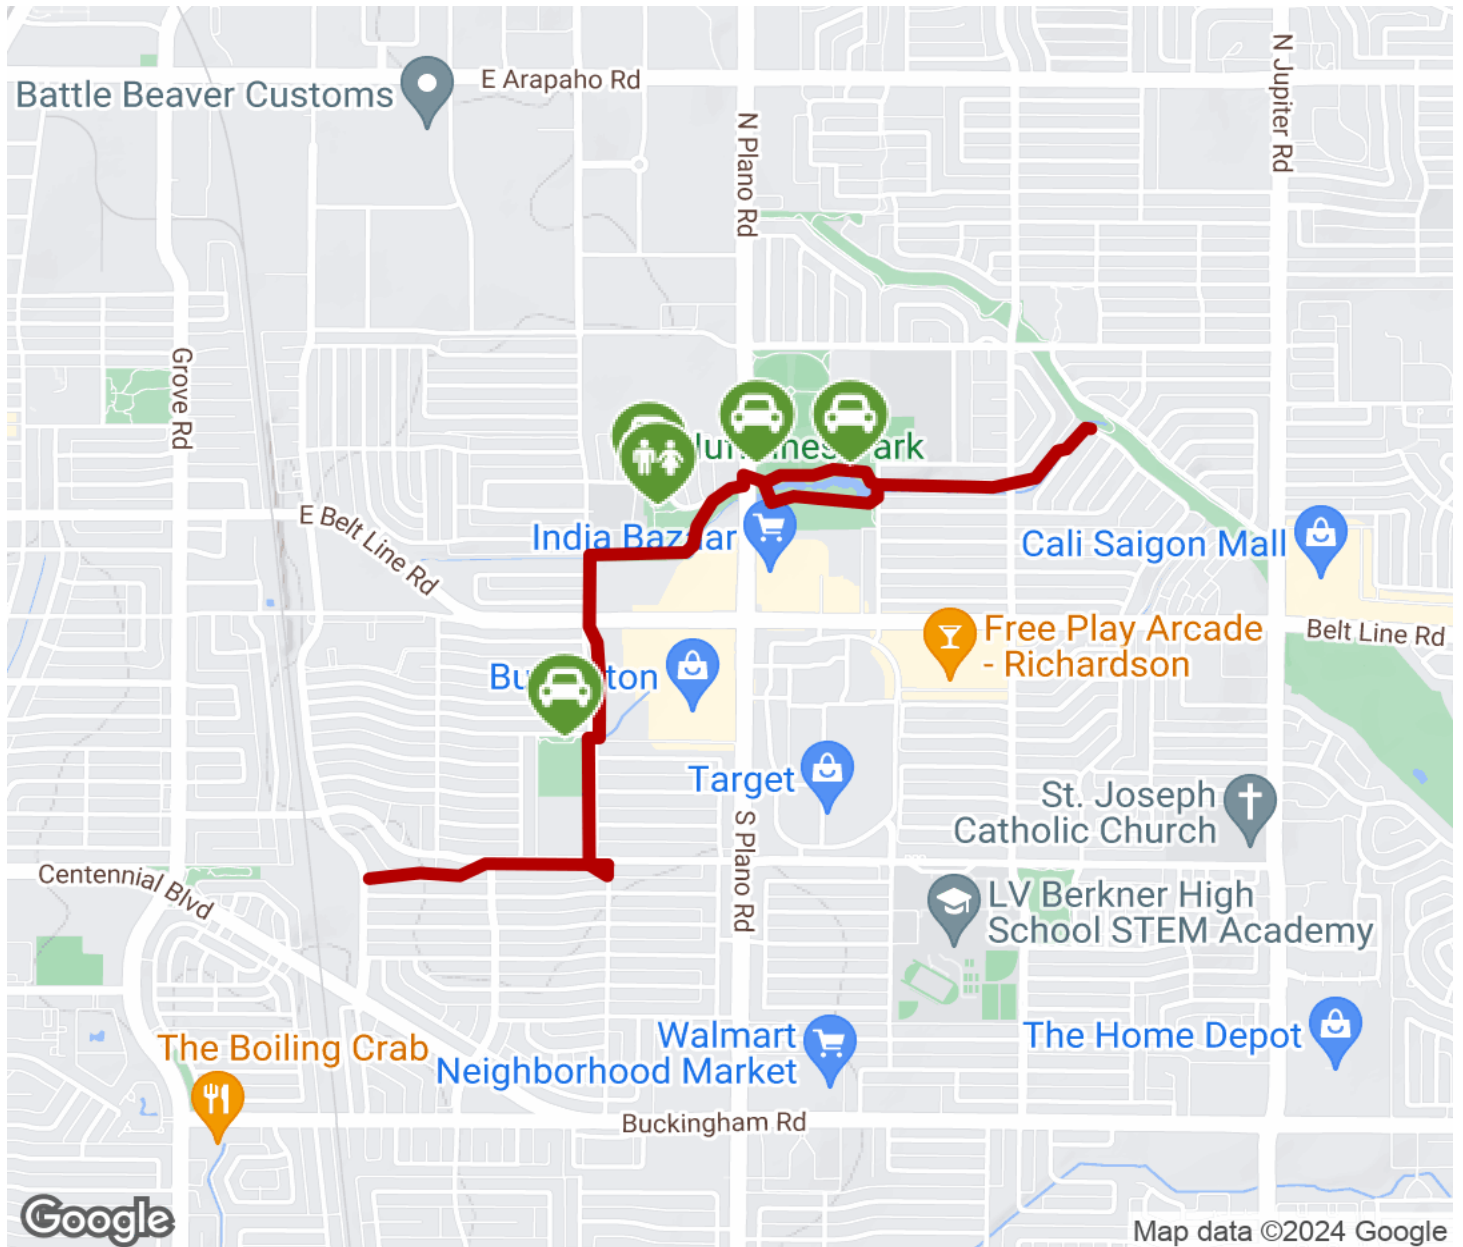 Battle Beaver Customs
E Arapaho Rd
N Plano Rd
N Jupiter Rd
Grove Rd
Park
India
E Belt Line Rd
Cali Saigon Mall
Free Play Arcade
- Richardson
Belt Line Rd
Target
St. Joseph
Catholic Church
S Plano Rd
Centennial Blvd
LV Berkner High
School STEM Academy
The Boiling Crab
Walmart
Neighborhood Market
The Home Depot
Buckingham Rd
Google
Map data ©2024 Google